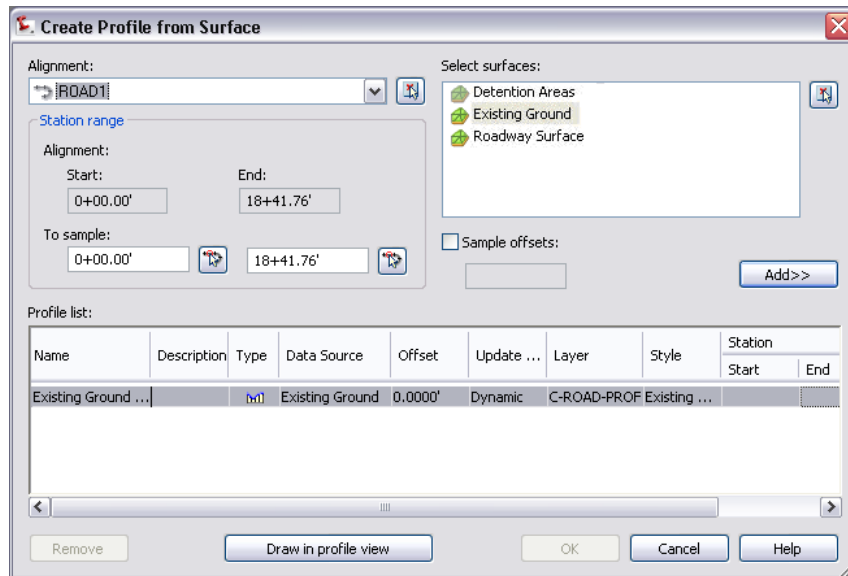 Create Profile from Surface
Alignment:
ROAD1
Select surfaces:
Detention Areas
Existing Ground
Roadway Surface
Station range
Alignment:
Start:
End:
0+00.00'
18+41.76'
To sample:
0+00.00'
18+41.76'
Sample offsets:
Add>>
Profile list:
Name Description Type Data Source Offset Update ... Layer Style Station
Start End
Existing Ground ... Existing Ground 0.0000' Dynamic C-ROAD-PROF Existing ...
Remove Draw in profile view OK Cancel Help